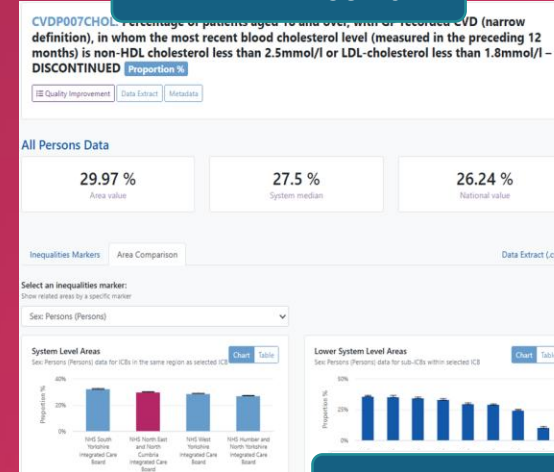 CVDP007CHOL: Percentage of patients aged 18 and over, with GP recorded CVD (narrow
definition), in whom the most recent blood cholesterol level (measured in the preceding 12
months) is non-HDL cholesterol less than 2.5mmol/l or LDL-cholesterol less than 1.8mmol/l –
DISCONTINUED Proportion %
Quality Improvement Data Extract Metadata
All Persons Data
29.97 %
Area value
27.5 %
System median
26.24 %
National value
Inequalities Markers Area Comparison Data Extract (.c
Select an inequalities marker:
Show related areas by a specific marker
Sex: Persons (Persons)
System Level Areas
Sex: Persons (Persons) data for ICBs in the same region as selected ICB
Chart Table
Proportion %
40%
20%
0%
NHS South Yorkshire Integrated Care Board
NHS North East and North Cumbria Integrated Care Board
NHS West Yorkshire Integrated Care Board
NHS Humber and North Yorkshire Integrated Care Board
Lower System Level Areas
Sex: Persons (Persons) data for sub-ICBs within selected ICB
Chart Table
Proportion %
50%
25%
0%